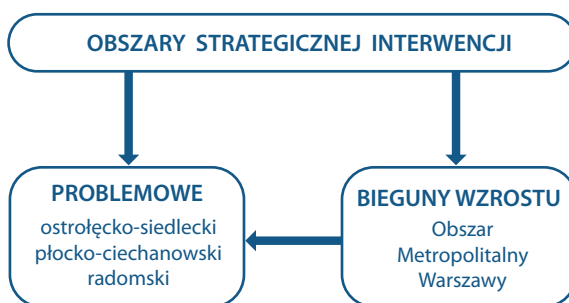 OBSZARY STRATEGICZNEJ INTERWENCJI
PROBLEMOWE
ostrołęcko-siedlecki
płocko-ciechanowski
radomski
BIEGUNY WZROSTU
Obszar
Metropolitalny
Warszawy